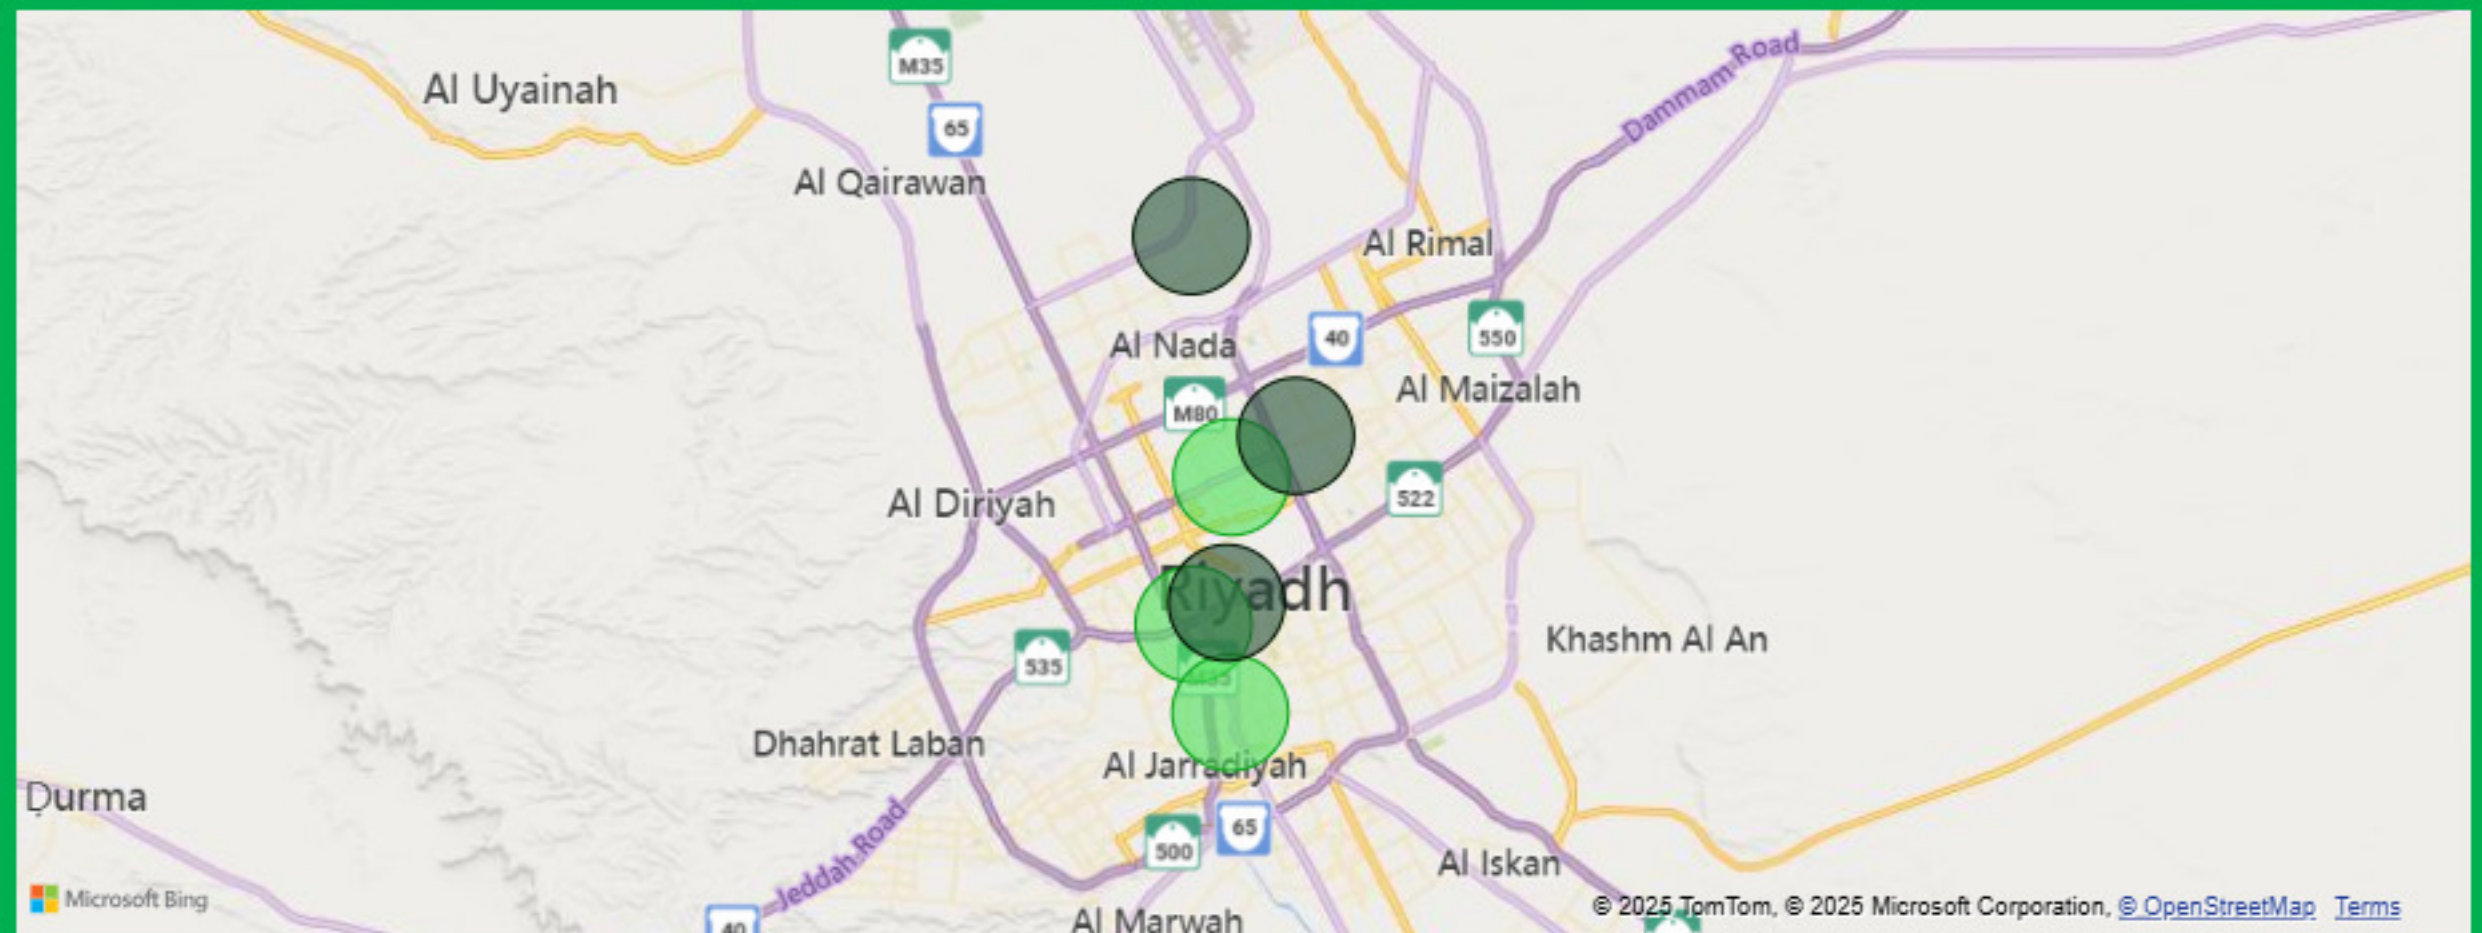 Dammam Road
M35
Al Uyainah
65
Al Qairawan
Al Rimal
Al Nada
40
550
M80
Al Maizalah
522
Al Diriyah
Riyadh
535
Khashm Al An
M35
Dhahrat Laban
Al Jarradiyah
Durma
65
500
Jeddah Road
Al Iskan
Microsoft Bing
40
Al Marwah
© 2025 TomTom, © 2025 Microsoft Corporation, © OpenStreetMap Terms